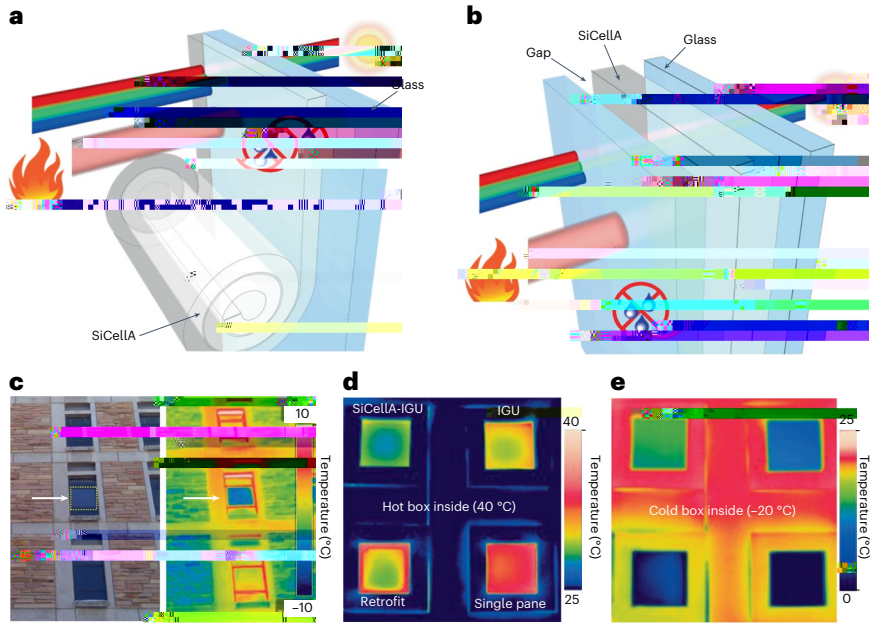 a
Glass
SiCellA
b
Gap
SiCellA
Glass
c
10
−10
Temperature (°C)
d
SiCellA-IGU
IGU
Hot box inside (40 °C)
Retrofit
Single pane
40
25
Temperature (°C)
e
Cold box inside (−20 °C)
25
0
Temperature (°C)